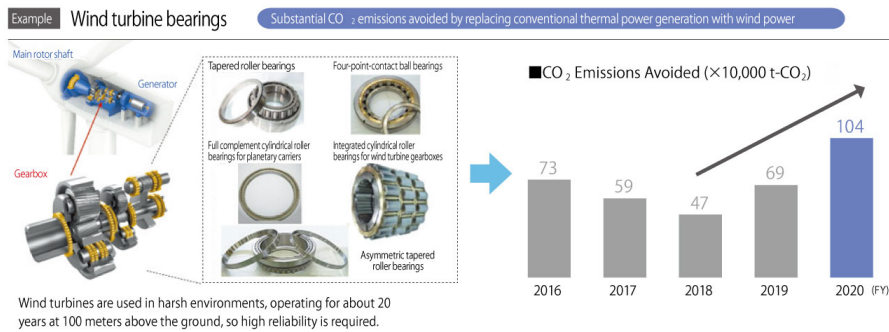 Example
Wind turbine bearings
Substantial CO 2 emissions avoided by replacing conventional thermal power generation with wind power
Main rotor shaft
Generator
Gearbox
Tapered roller bearings
Four-point-contact ball bearings
Full complement cylindrical roller
bearings for planetary carriers
Integrated cylindrical roller
bearings for wind turbine gearboxes
Asymmetric tapered
roller bearings
Wind turbines are used in harsh environments, operating for about 20
years at 100 meters above the ground, so high reliability is required.
■CO 2 Emissions Avoided (×10,000 t-CO2)
73
59
47
69
104
2016
2017
2018
2019
2020 (FY)